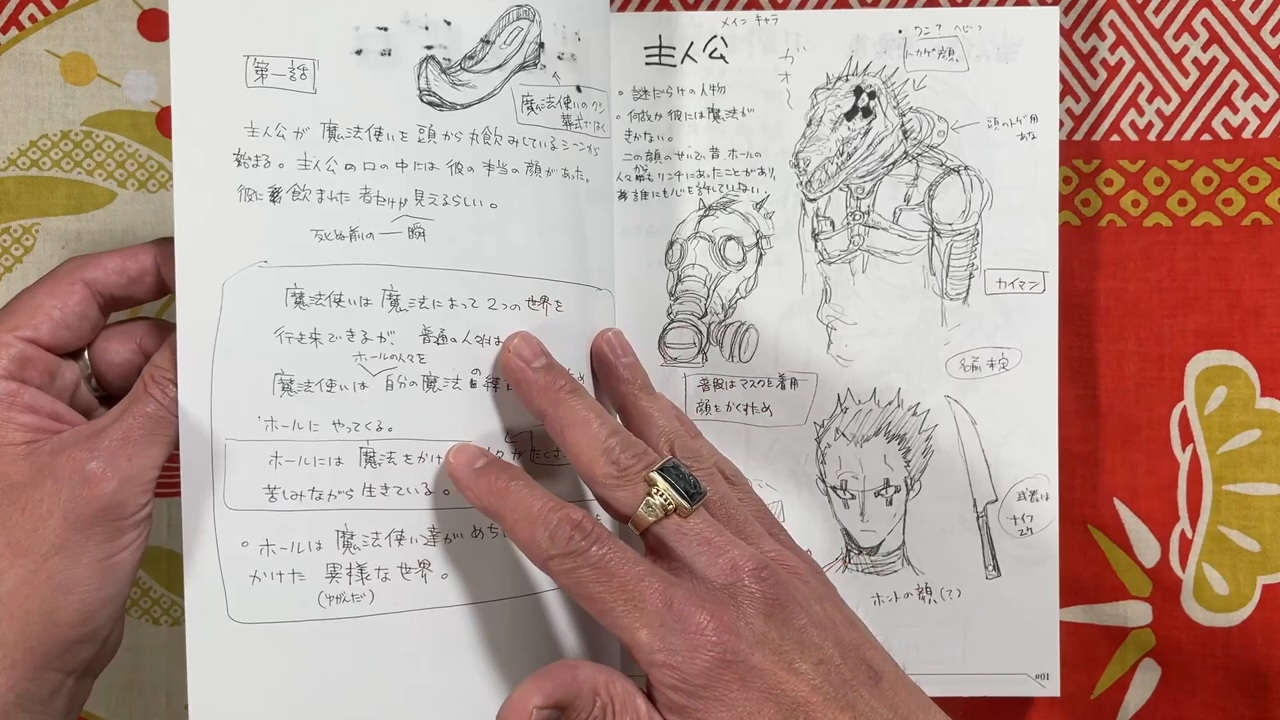 第一話
魔法使いのクツ
葬式ではく
主人公が 魔法使いを 頭から丸飲みしているシーンから
始まる。主人公の口の中には 彼の本当の顔があった。
彼に飲まれた者だけが 見えるらしい。
死ぬ前の一瞬
魔法使いは 魔法によって 2つの世界を
行き来できるが、普通の人々は
ホールの人々を
魔法使いは 自分の魔法の練
ホールに やってくる。
ホールには 魔法をかけ
苦しみながら 生きている。
ホールは 魔法使い達が めち
かけた 異様な世界。
(ゆがんだ)
メイン キャラ
主人公
ガオ〜
・ワニ? ヘビ?
トカゲ顔
・謎だらけの人物
・何故か 彼には 魔法が
きかない。
この顔のせいで 昔、ホールの
人々にリンチにあったことがあり、
誰にも心を許していない。
頭のトゲ用
あな
カイマン
名前未定
普段はマスクを着用
顔をかくすため
武器は
ナイフ
ホントの顔(?)
#01